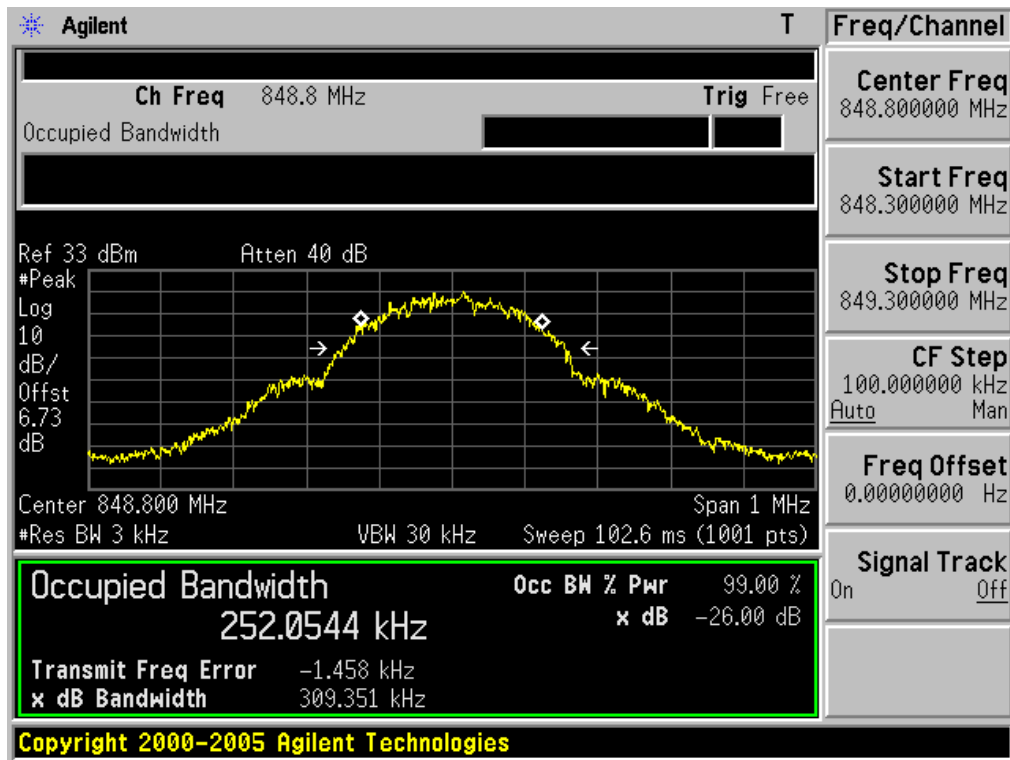 Agilent T
Freq/Channel
Ch Freq 848.8 MHz Trig Free
Occupied Bandwidth
Center Freq
848.800000 MHz
Start Freq
848.300000 MHz
Stop Freq
849.300000 MHz
CF Step
100.000000 kHz
Auto Man
Freq Offset
0.00000000 Hz
Signal Track
On Off
Ref 33 dBm Atten 40 dB
#Peak
Log
10
dB/
Offst
6.73
dB
Center 848.800 MHz Span 1 MHz
#Res BW 3 kHz VBW 30 kHz Sweep 102.6 ms (1001 pts)
Occupied Bandwidth
252.0544 kHz
Occ BW % Pwr 99.00 %
x dB -26.00 dB
Transmit Freq Error -1.458 kHz
x dB Bandwidth 309.351 kHz
Copyright 2000-2005 Agilent Technologies